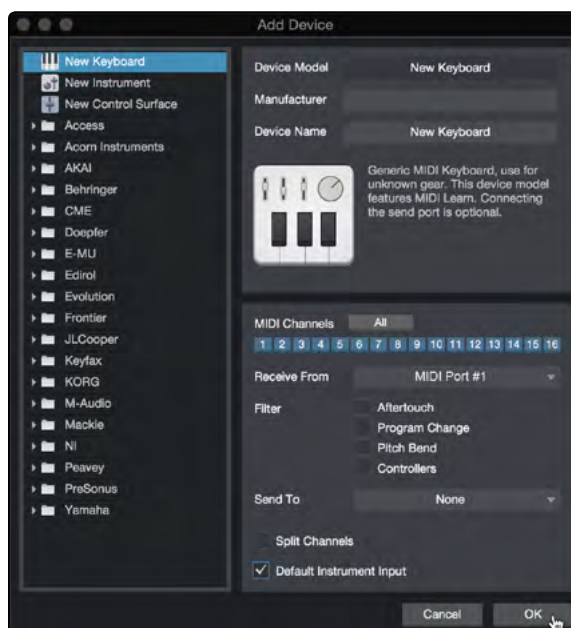 Add Device
New Keyboard
New Instrument
New Control Surface
Access
Acorn Instruments
AKAI
Behringer
CME
Doepfer
E-MU
Edirol
Evolution
Frontier
JLCooper
Keyfax
KORG
M-Audio
Mackie
NI
Peavey
PreSonus
Yamaha
Device Model New Keyboard
Manufacturer
Device Name New Keyboard
Generic MIDI Keyboard, use for
unknown gear. This device model
features MIDI Learn. Connecting
the send port is optional.
MIDI Channels All
1 2 3 4 5 6 7 8 9 10 11 12 13 14 15 16
Receive From MIDI Port #1
Filter Aftertouch
Program Change
Pitch Bend
Controllers
Send To None
Split Channels
Default Instrument Input
Cancel OK